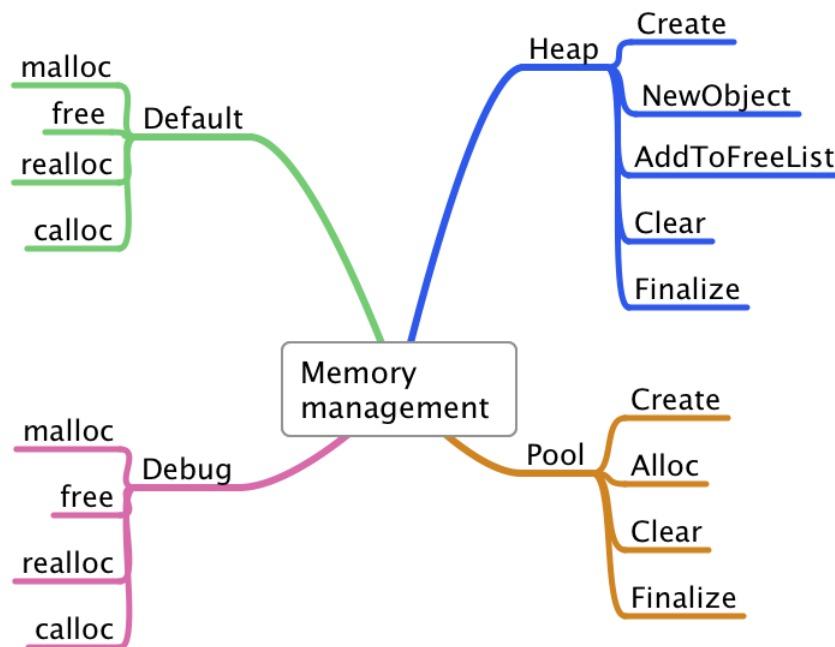 Memory
management
Default
malloc
free
realloc
calloc
Heap
Create
NewObject
AddToFreeList
Clear
Finalize
Debug
malloc
free
realloc
calloc
Pool
Create
Alloc
Clear
Finalize